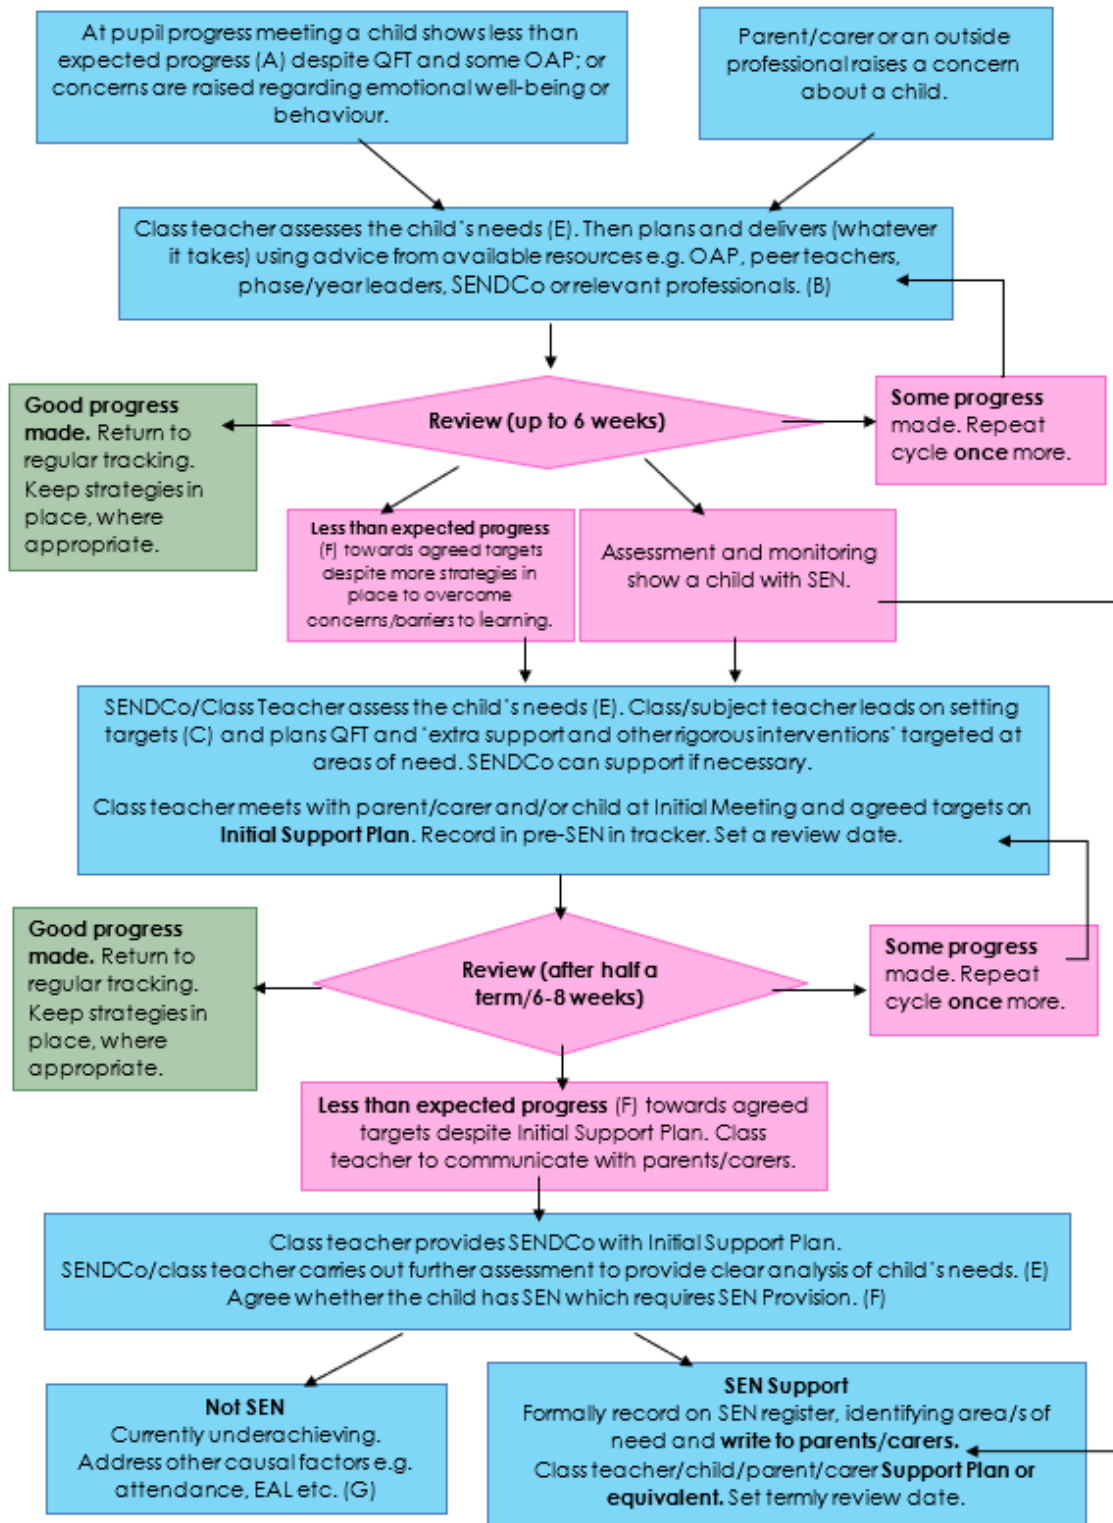 At pupil progress meeting a child shows less than
expected progress (A) despite QFT and some OAP; or
concerns are raised regarding emotional well-being or
behaviour.
Parent/carer or an outside
professional raises a concern
about a child.
Class teacher assesses the child's needs (E). Then plans and delivers (whatever
it takes) using advice from available resources e.g. OAP, peer teachers,
phase/year leaders, SENDCo or relevant professionals. (B)
Good progress
made. Return to
regular tracking.
Keep strategies in
place, where
appropriate.
Review (up to 6 weeks)
Some progress
made. Repeat
cycle once more.
Less than expected progress
(F) towards agreed targets
despite more strategies in
place to overcome
concerns/barriers to learning.
Assessment and monitoring
show a child with SEN.
SENDCo/Class Teacher assess the child's needs (E). Class/subject teacher leads on setting
targets (C) and plans QFT and 'extra support and other rigorous interventions' targeted at
areas of need. SENDCo can support if necessary.
Class teacher meets with parent/carer and/or child at Initial Meeting and agreed targets on
Initial Support Plan. Record in pre-SEN in tracker. Set a review date.
Good progress
made. Return to
regular tracking.
Keep strategies in
place, where
appropriate.
Review (after half a
term/6-8 weeks)
Some progress
made. Repeat
cycle once more.
Less than expected progress (F) towards agreed
targets despite Initial Support Plan. Class
teacher to communicate with parents/carers.
Class teacher provides SENDCo with Initial Support Plan.
SENDCo/class teacher carries out further assessment to provide clear analysis of child's needs. (E)
Agree whether the child has SEN which requires SEN Provision. (F)
Not SEN
Currently underachieving.
Address other causal factors e.g.
attendance, EAL etc. (G)
SEN Support
Formally record on SEN register, identifying area/s of
need and write to parents/carers.
Class teacher/child/parent/carer Support Plan or
equivalent. Set termly review date.